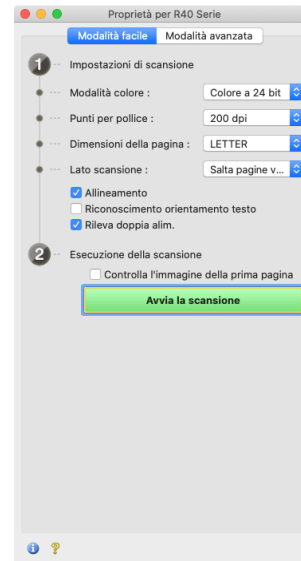 Proprietà per R40 Serie
Modalità facile Modalità avanzata
1 Impostazioni di scansione
Modalità colore : Colore a 24 bit
Punti per pollice : 200 dpi
Dimensioni della pagina : LETTER
Lato scansione : Salta pagine v...
Allineamento
Riconoscimento orientamento testo
Rileva doppia alim.
2 Esecuzione della scansione
Controlla l'immagine della prima pagina
Avvia la scansione
i ?